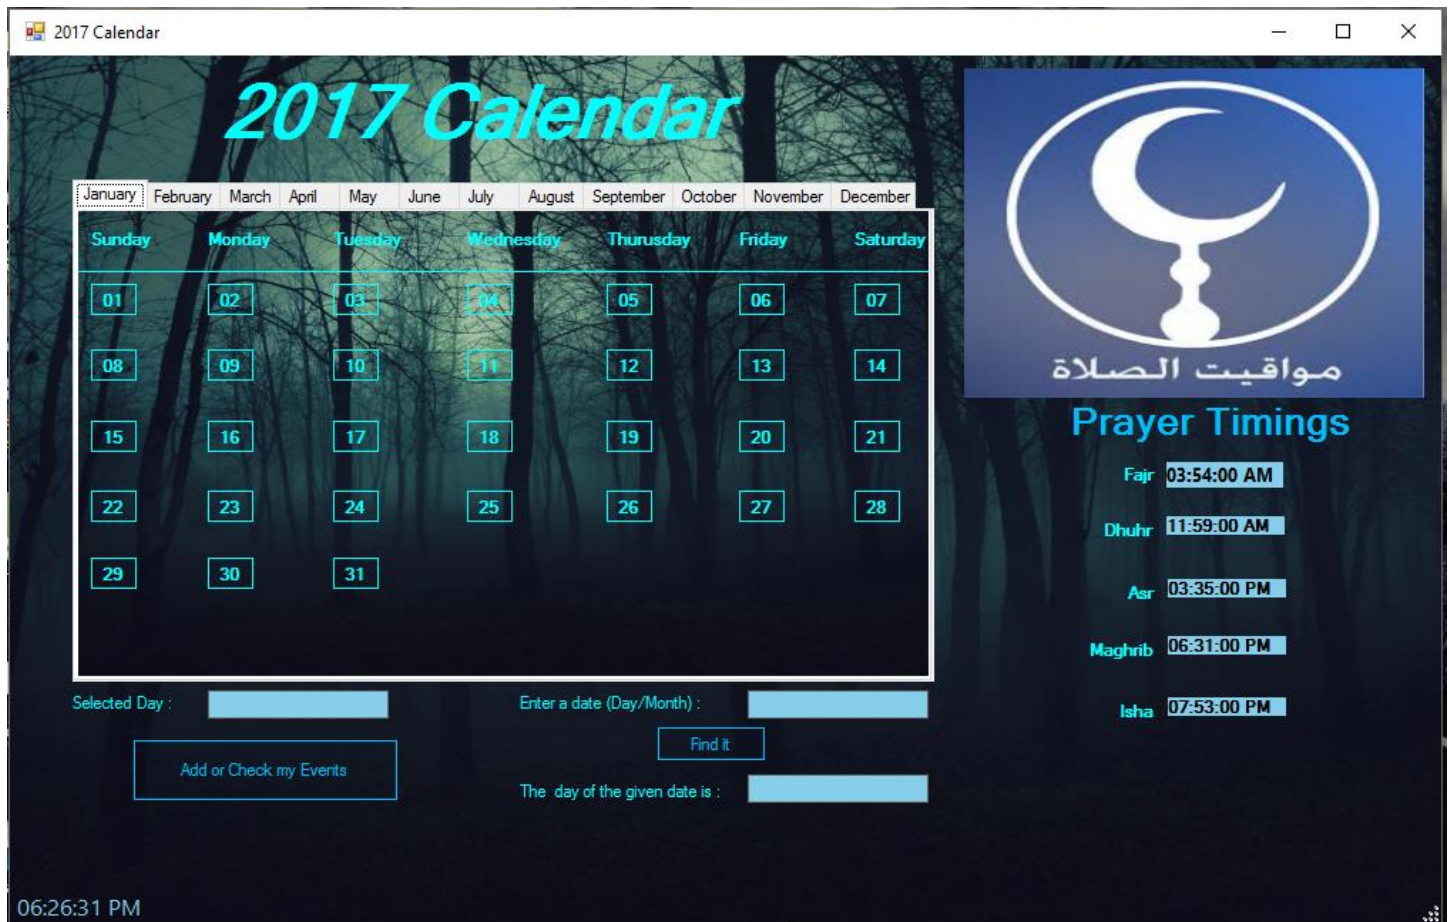 2017 Calendar
2017 Calendar
January February March April May June July August September October November December
Sunday Monday Tuesday Wednesday Thurusday Friday Saturday
01 02 03 04 05 06 07
08 09 10 11 12 13 14
15 16 17 18 19 20 21
22 23 24 25 26 27 28
29 30 31
Selected Day :
Add or Check my Events
Enter a date (Day/Month) :
Find it
The day of the given date is :
مواقيت الصلاة
Prayer Timings
Fajr 03:54:00 AM
Dhuhr 11:59:00 AM
Asr 03:35:00 PM
Maghrib 06:31:00 PM
Isha 07:53:00 PM
06:26:31 PM